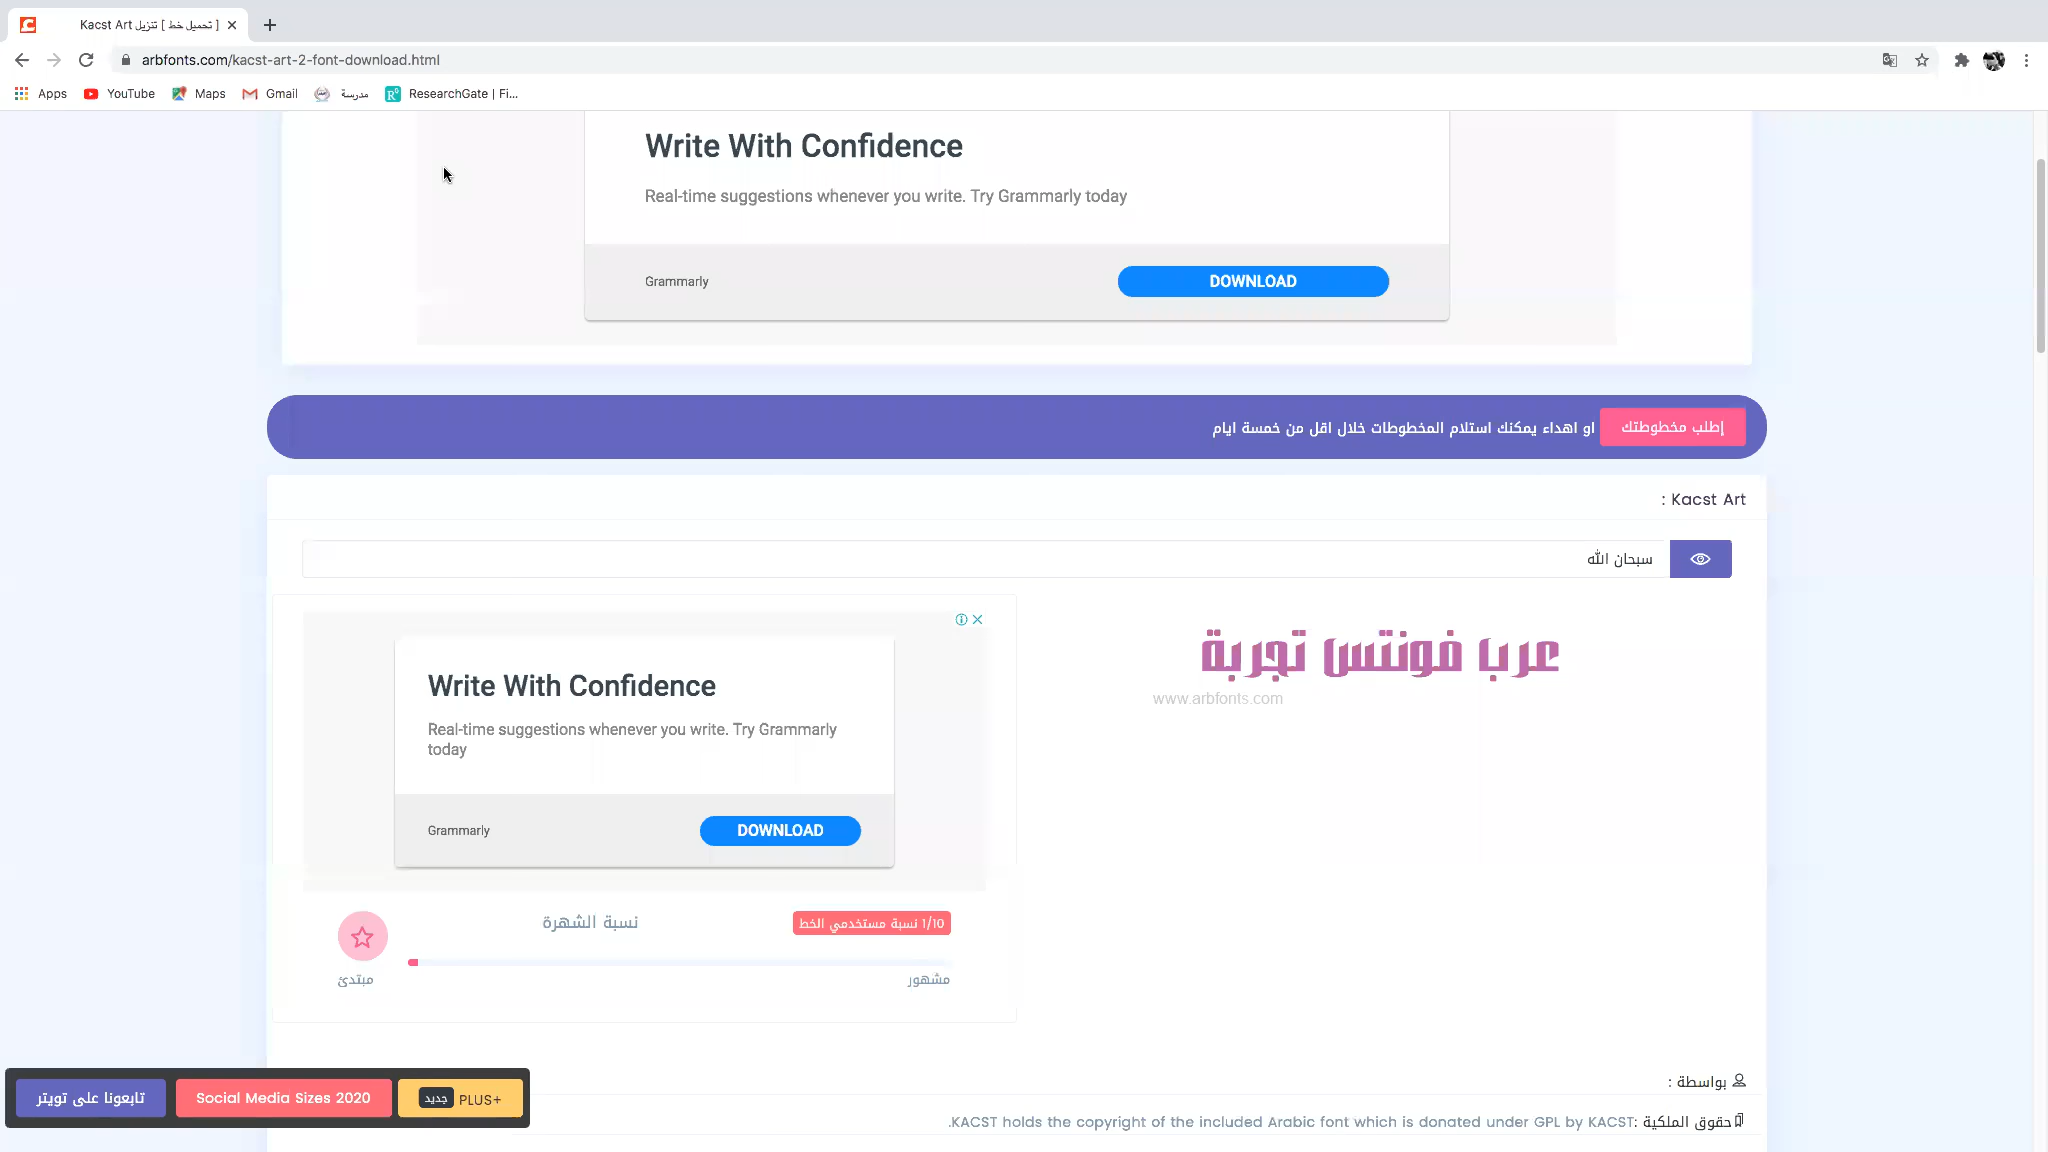 Kacst Art تنزيل [ تحميل خط ]
arbfonts.com/kacst-art-2-font-download.html
Apps
YouTube
Maps
Gmail
مدرسة
ResearchGate | Fi...
Write With Confidence
Real-time suggestions whenever you write. Try Grammarly today
Grammarly
DOWNLOAD
إطلب مخطوطتك
او اهداء يمكنك استلام المخطوطات خلال اقل من خمسة ايام
Kacst Art :
سبحان الله
عرب فونتس تجربة
www.arbfonts.com
Write With Confidence
Real-time suggestions whenever you write. Try Grammarly
today
Grammarly
DOWNLOAD
1/10 نسبة مستخدمي الخط
نسبة الشهرة
مشهور
مبتدئ
بواسطة :
حقوق الملكية :KACST holds the copyright of the included Arabic font which is donated under GPL by KACST.
تابعونا على تويتر
Social Media Sizes 2020
جديد PLUS+